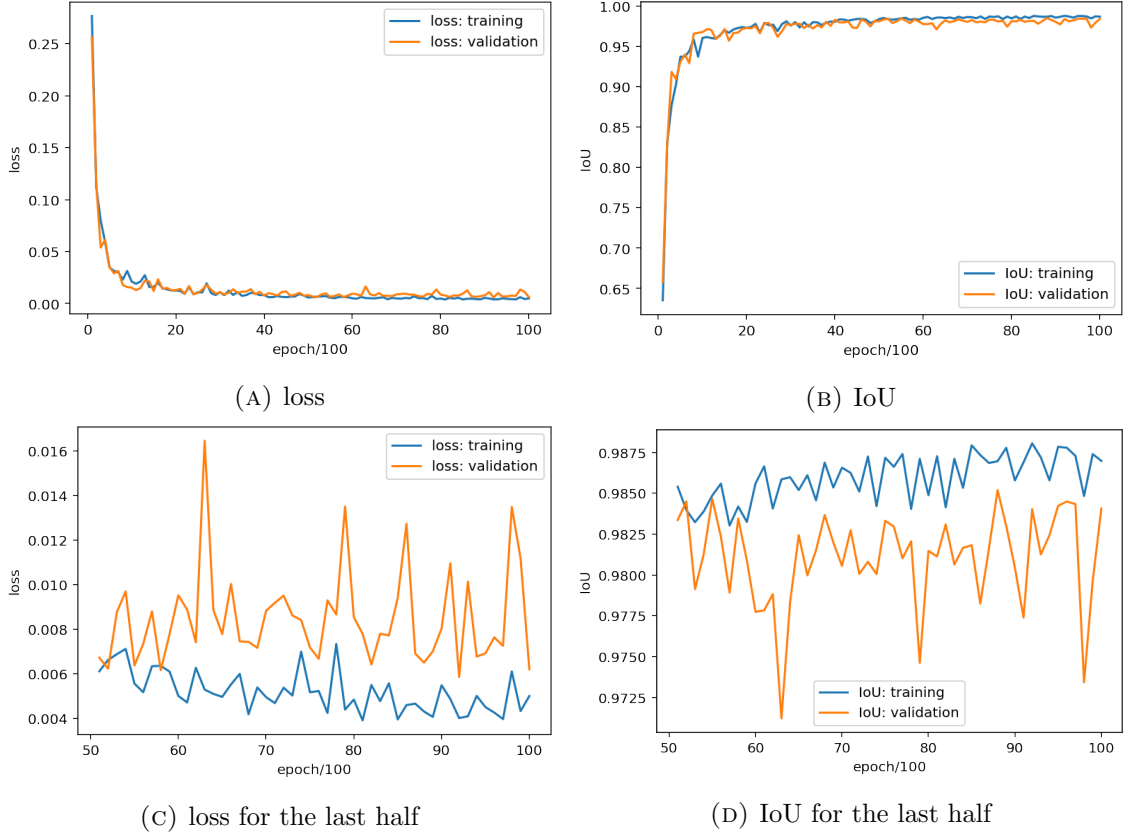 loss: training
loss: validation
0.25
0.20
0.15
0.10
0.05
0.00
loss
0 20 40 60 80 100
epoch/100
(A) loss
1.00
0.95
0.90
0.85
0.80
0.75
0.70
0.65
IoU
IoU: training
IoU: validation
0 20 40 60 80 100
epoch/100
(B) IoU
loss: training
loss: validation
0.016
0.014
0.012
0.010
0.008
0.006
0.004
loss
50 60 70 80 90 100
epoch/100
(C) loss for the last half
0.9875
0.9850
0.9825
0.9800
0.9775
0.9750
0.9725
IoU
IoU: training
IoU: validation
50 60 70 80 90 100
epoch/100
(D) IoU for the last half